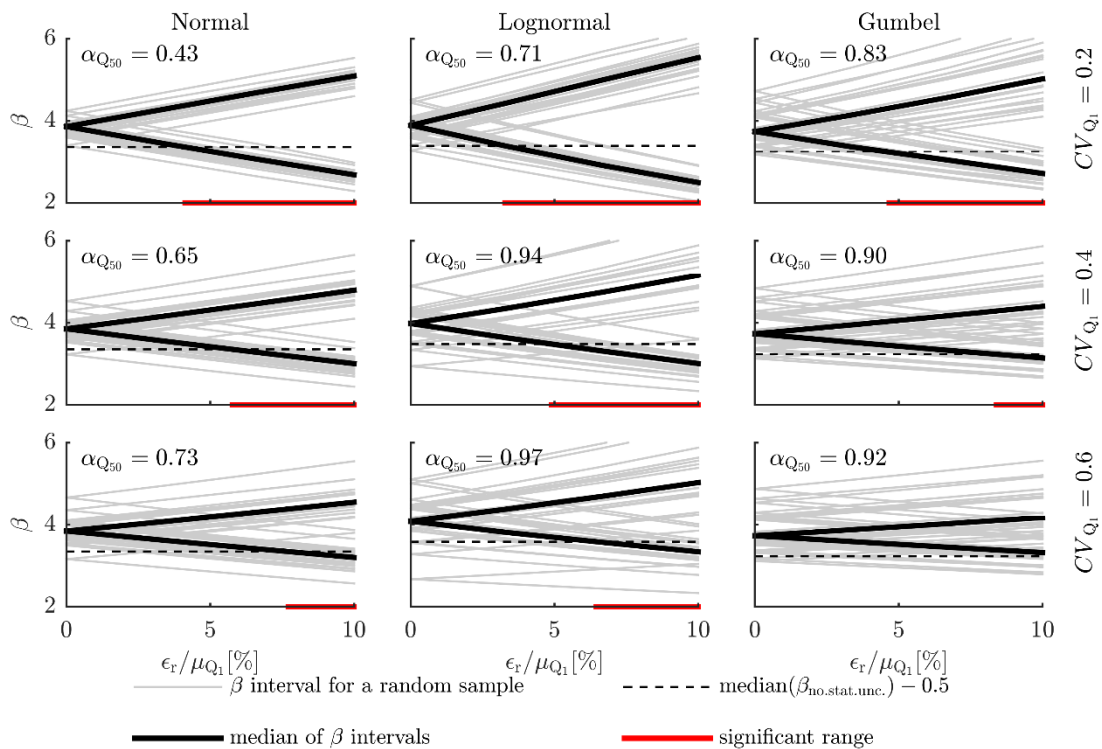 Normal Lognormal Gumbel
6
α_Q50 = 0.43 α_Q50 = 0.71 α_Q50 = 0.83
β 4 CV_Q1 = 0.2
2
6
α_Q50 = 0.65 α_Q50 = 0.94 α_Q50 = 0.90
β 4 CV_Q1 = 0.4
2
6
α_Q50 = 0.73 α_Q50 = 0.97 α_Q50 = 0.92
β 4 CV_Q1 = 0.6
2
0 5 10 0 5 10 0 5 10
ϵ_r/μ_Q1[%] ϵ_r/μ_Q1[%] ϵ_r/μ_Q1[%]
β interval for a random sample median(β_no.stat.unc.) − 0.5
median of β intervals significant range